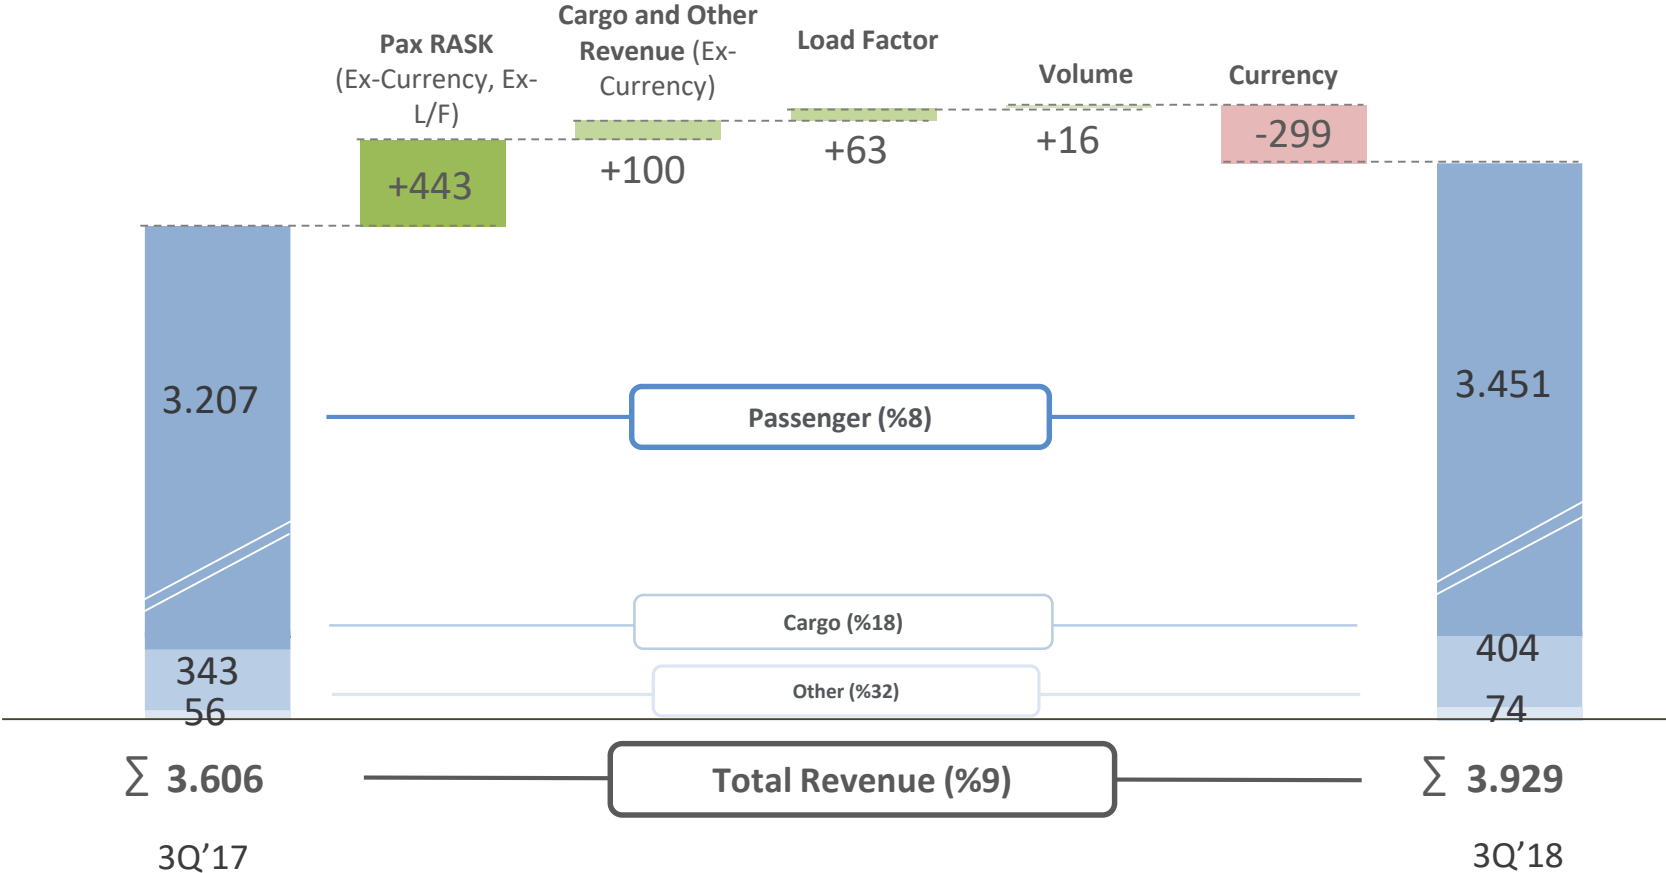 Pax RASK
(Ex-Currency, Ex-
L/F)
Cargo and Other
Revenue (Ex-
Currency)
Load Factor
Volume
Currency
+443
+100
+63
+16
-299
3.207
Passenger (%8)
3.451
343
Cargo (%18)
404
56
Other (%32)
74
∑ 3.606
Total Revenue (%9)
∑ 3.929
3Q’17
3Q’18